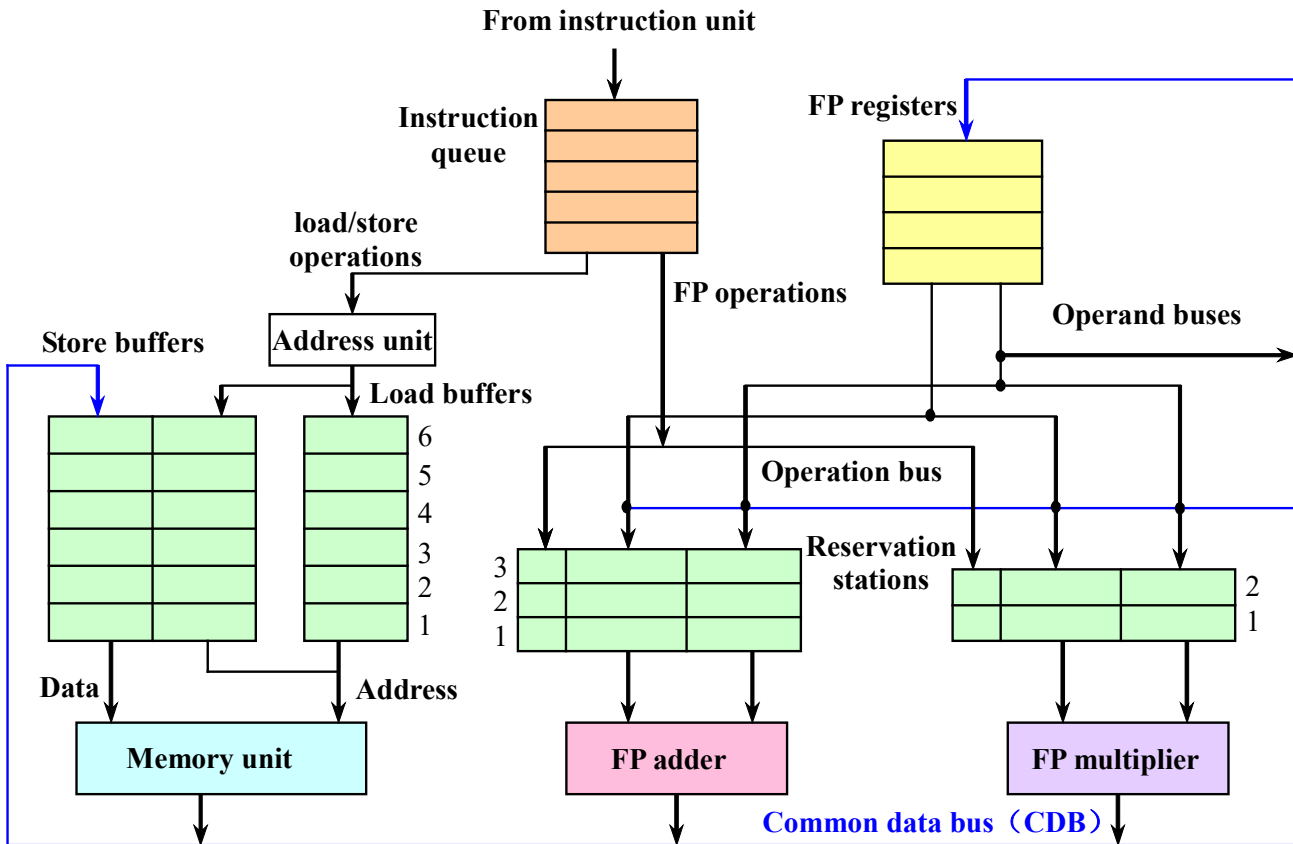 From instruction unit
Instruction
queue
FP registers
load/store
operations
FP operations
Operand buses
Address unit
Store buffers
Load buffers
6
5
4
3
2
1
Operation bus
Reservation
stations
3
2
1
2
1
Data
Address
Memory unit
FP adder
FP multiplier
Common data bus（CDB）